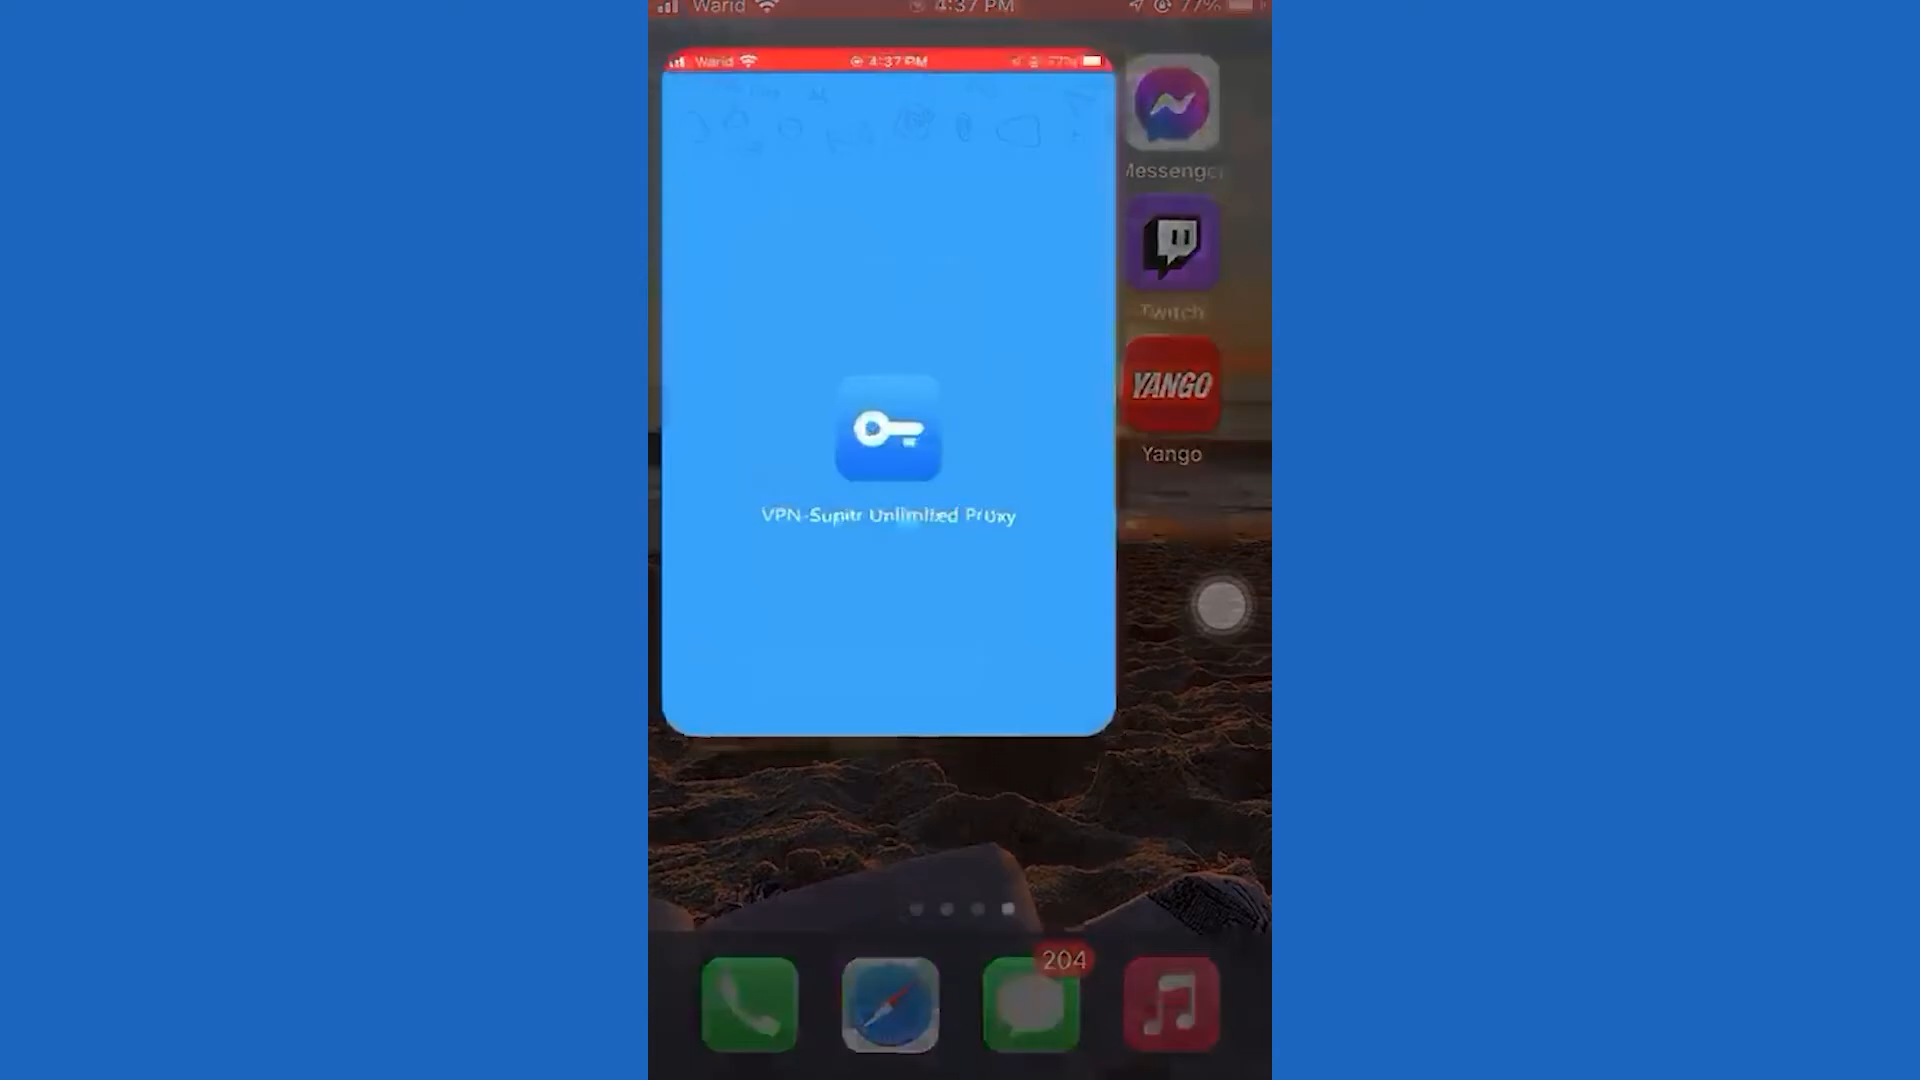 Warid 4:37 PM 77%
Warid 4:37 PM 77%
Messenger
Twitch
YANGO
Yango
VPN-Supitr Unlimited Proxy
204